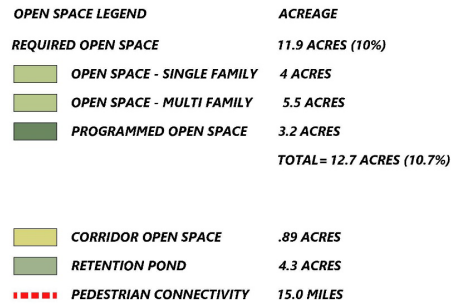 OPEN SPACE LEGEND ACREAGE
REQUIRED OPEN SPACE 11.9 ACRES (10%)
OPEN SPACE - SINGLE FAMILY 4 ACRES
OPEN SPACE - MULTI FAMILY 5.5 ACRES
PROGRAMMED OPEN SPACE 3.2 ACRES
TOTAL= 12.7 ACRES (10.7%)
CORRIDOR OPEN SPACE .89 ACRES
RETENTION POND 4.3 ACRES
PEDESTRIAN CONNECTIVITY 15.0 MILES